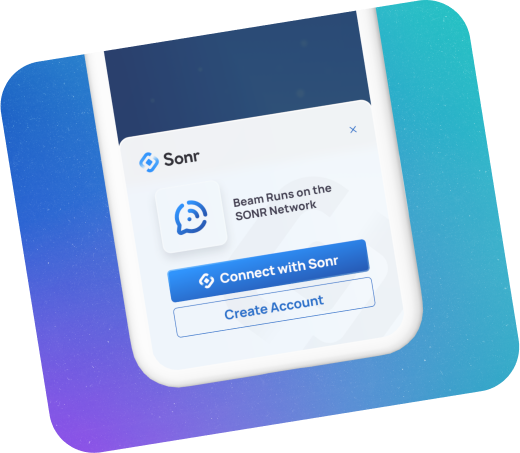 Sonr
Beam Runs on the
SONR Network
Connect with Sonr
Create Account